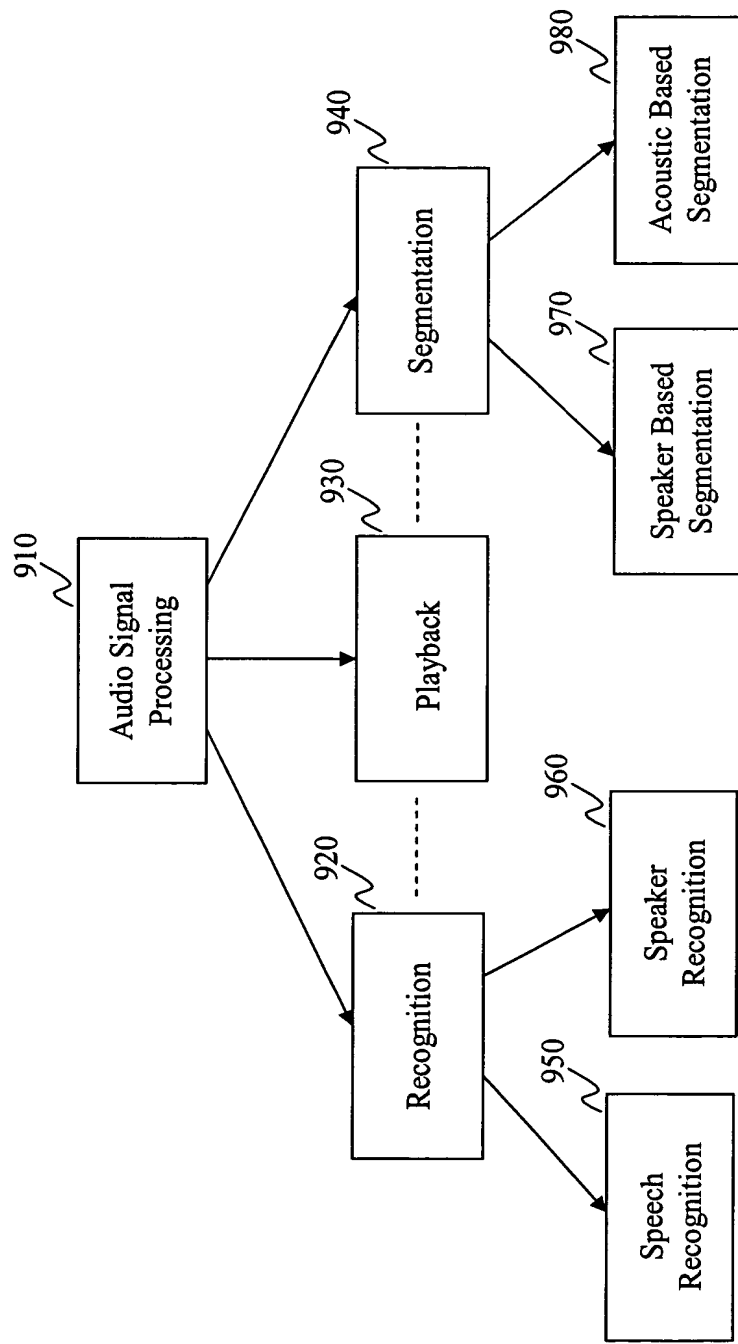 910
Audio Signal
Processing
920
Recognition
930
Playback
940
Segmentation
950
Speech
Recognition
960
Speaker
Recognition
970
Speaker Based
Segmentation
980
Acoustic Based
Segmentation